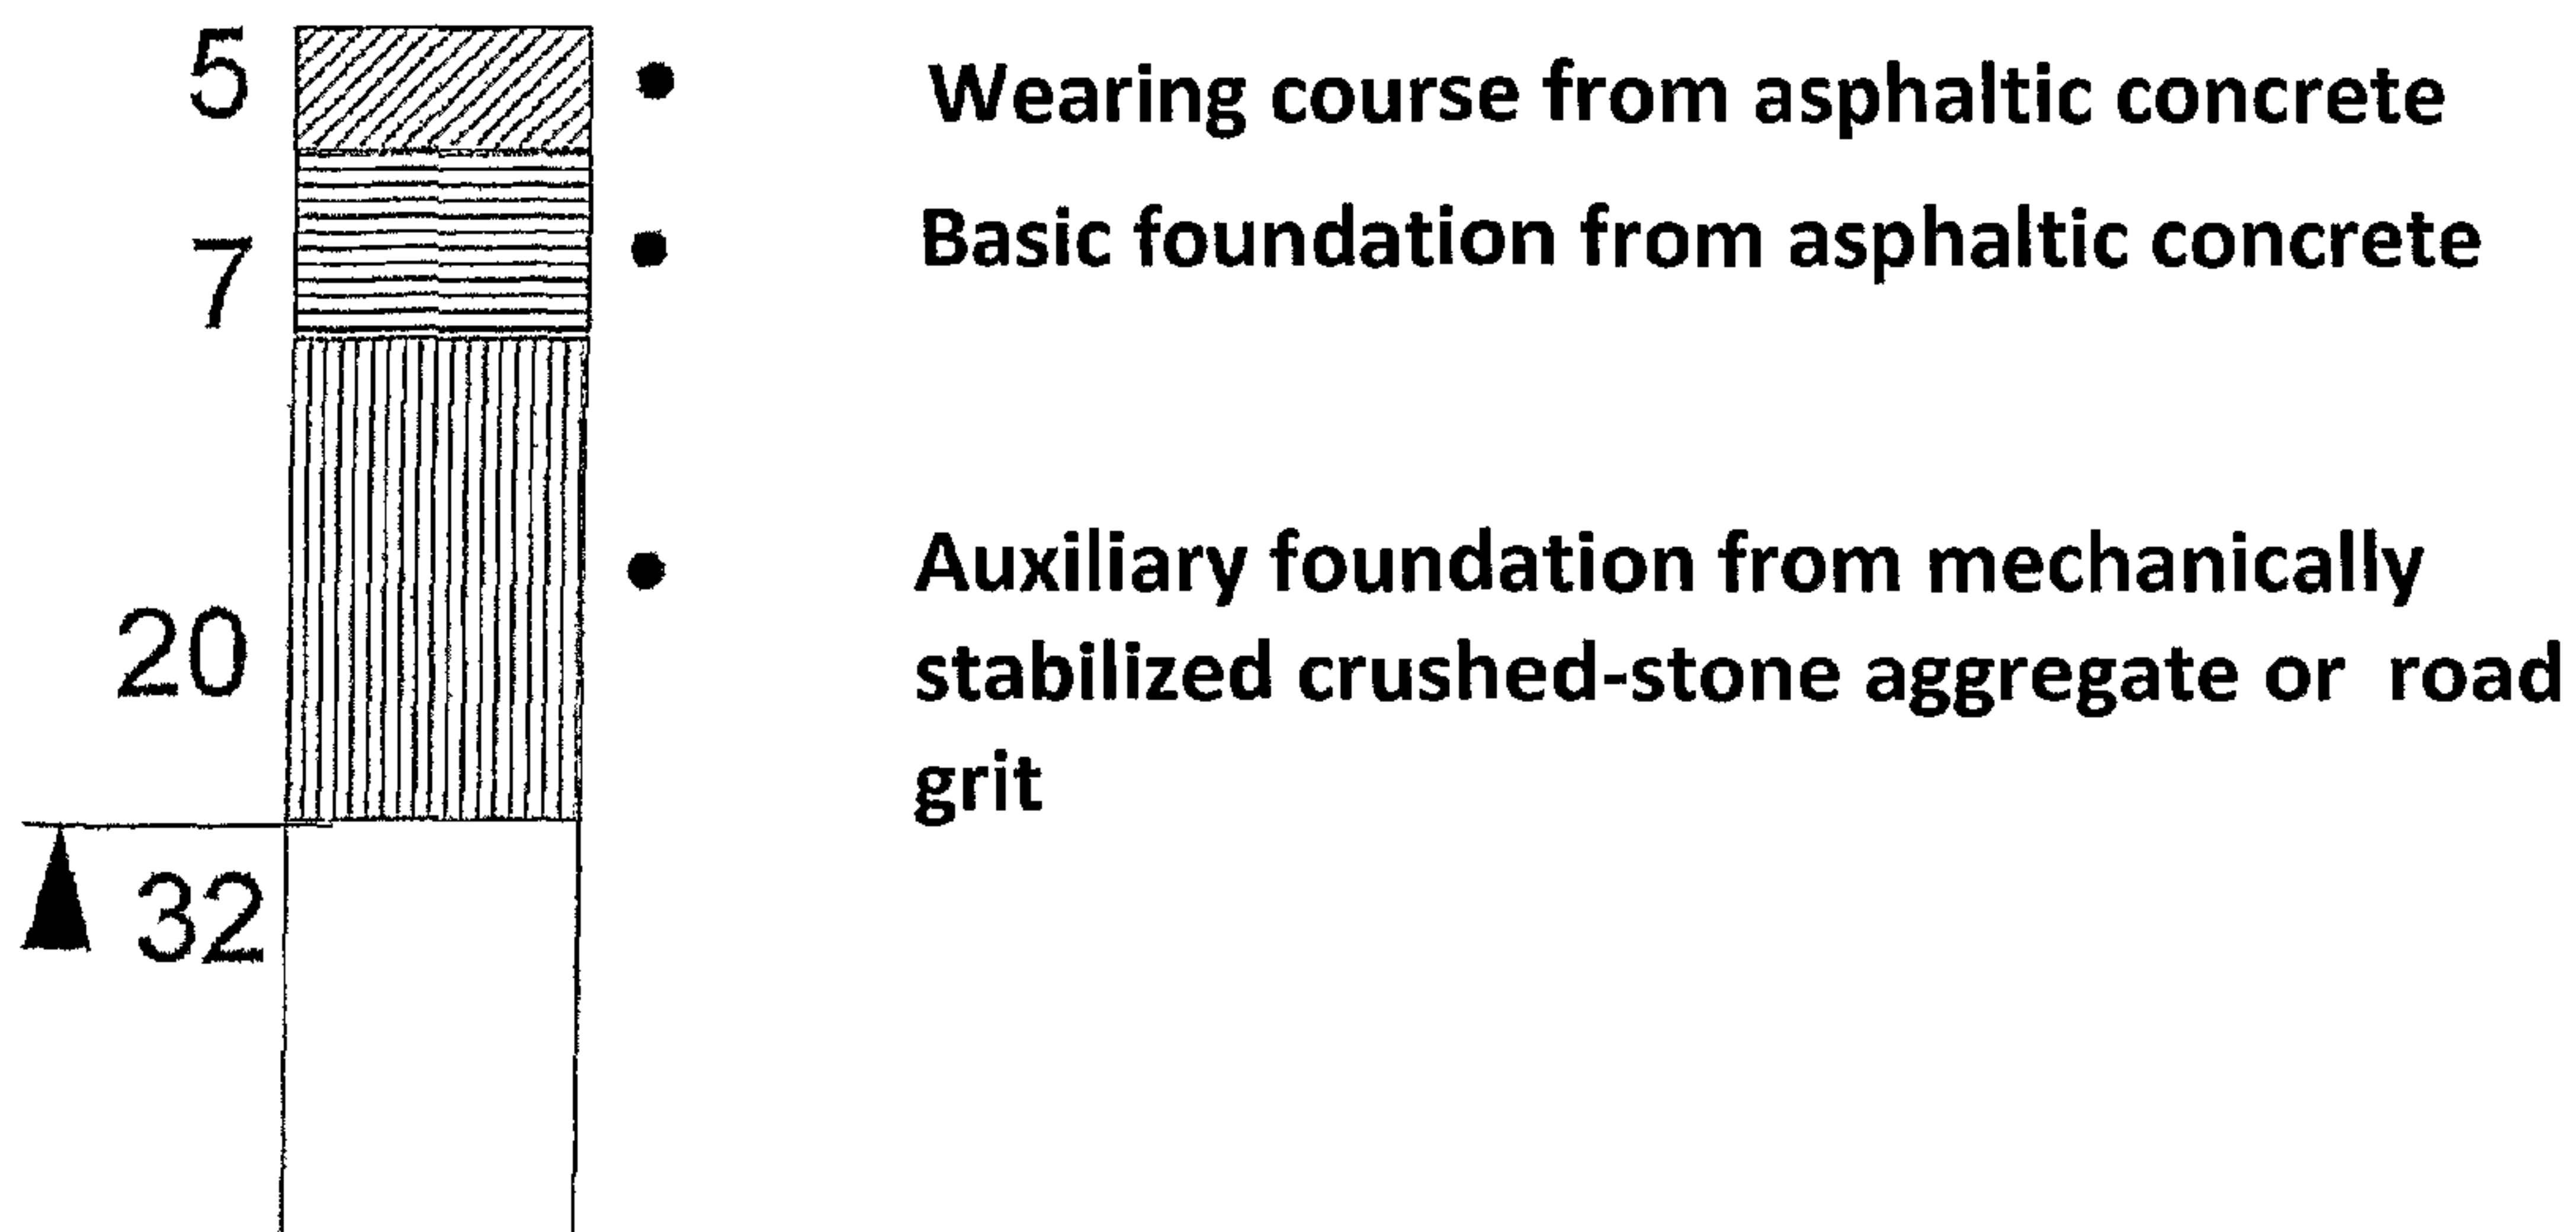 5 • Wearing course from asphaltic concrete
7 • Basic foundation from asphaltic concrete
20 • Auxiliary foundation from mechanically
stabilized crushed-stone aggregate or road
grit
32